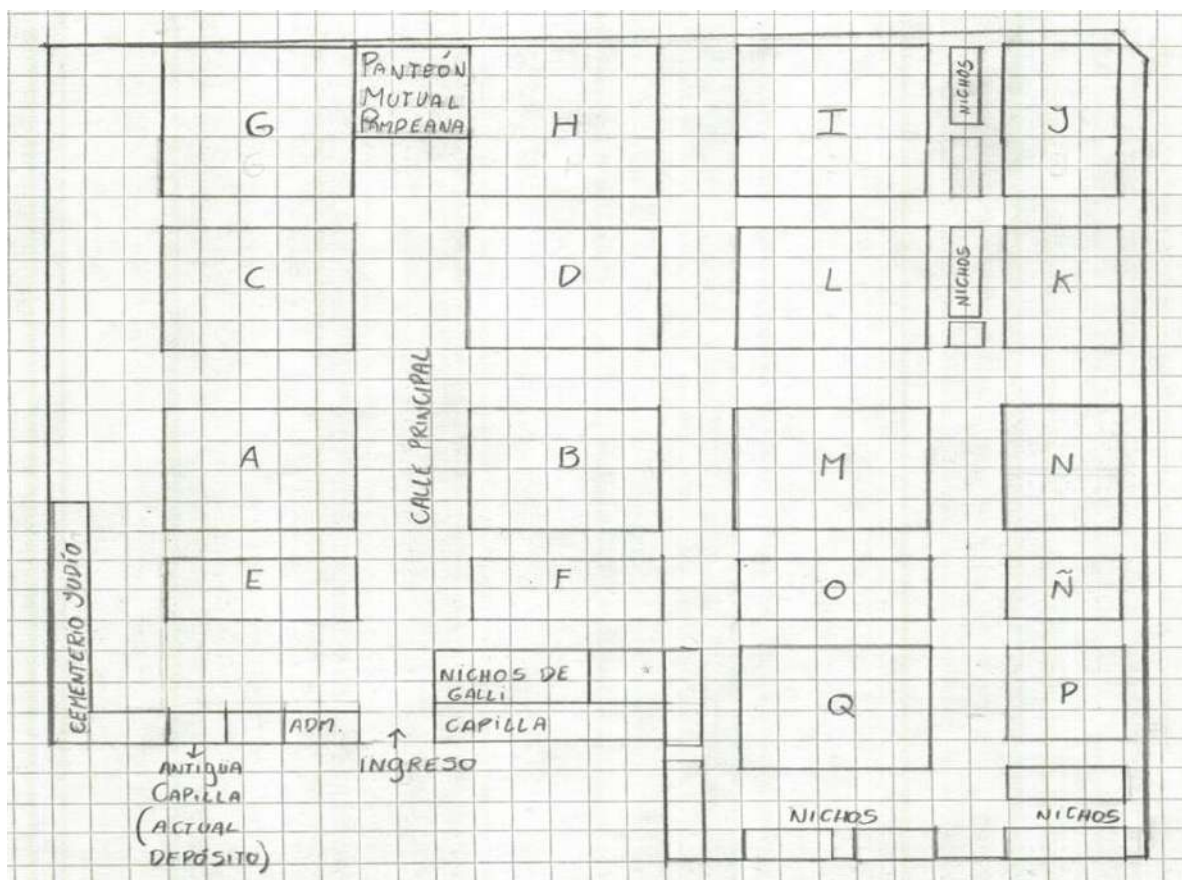 PANTEÓN
MUTUAL
PAMPEANA
G
H
I
NICHOS
J
C
D
L
NICHOS
K
CALLE PRINCIPAL
A
B
M
N
E
F
O
Ñ
CEMENTERIO JUDÍO
NICHOS DE
GALLI
Q
P
ADM.
CAPILLA
INGRESO
ANTIGUA
CAPILLA
(ACTUAL
DEPÓSITO)
NICHOS
NICHOS